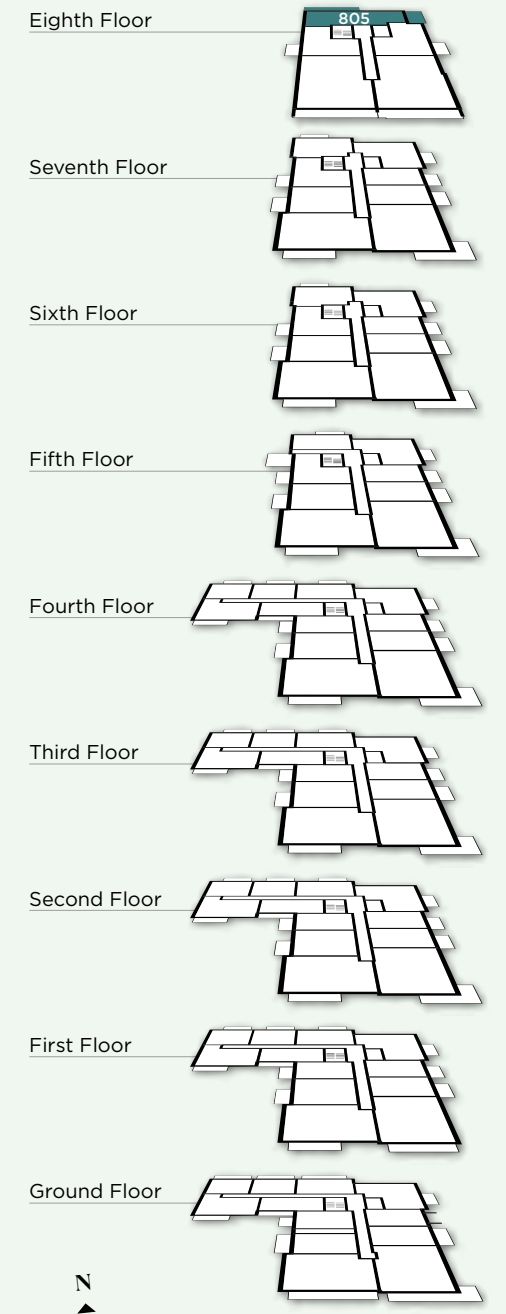 Eighth Floor
805
Seventh Floor
Sixth Floor
Fifth Floor
Fourth Floor
Third Floor
Second Floor
First Floor
Ground Floor
N